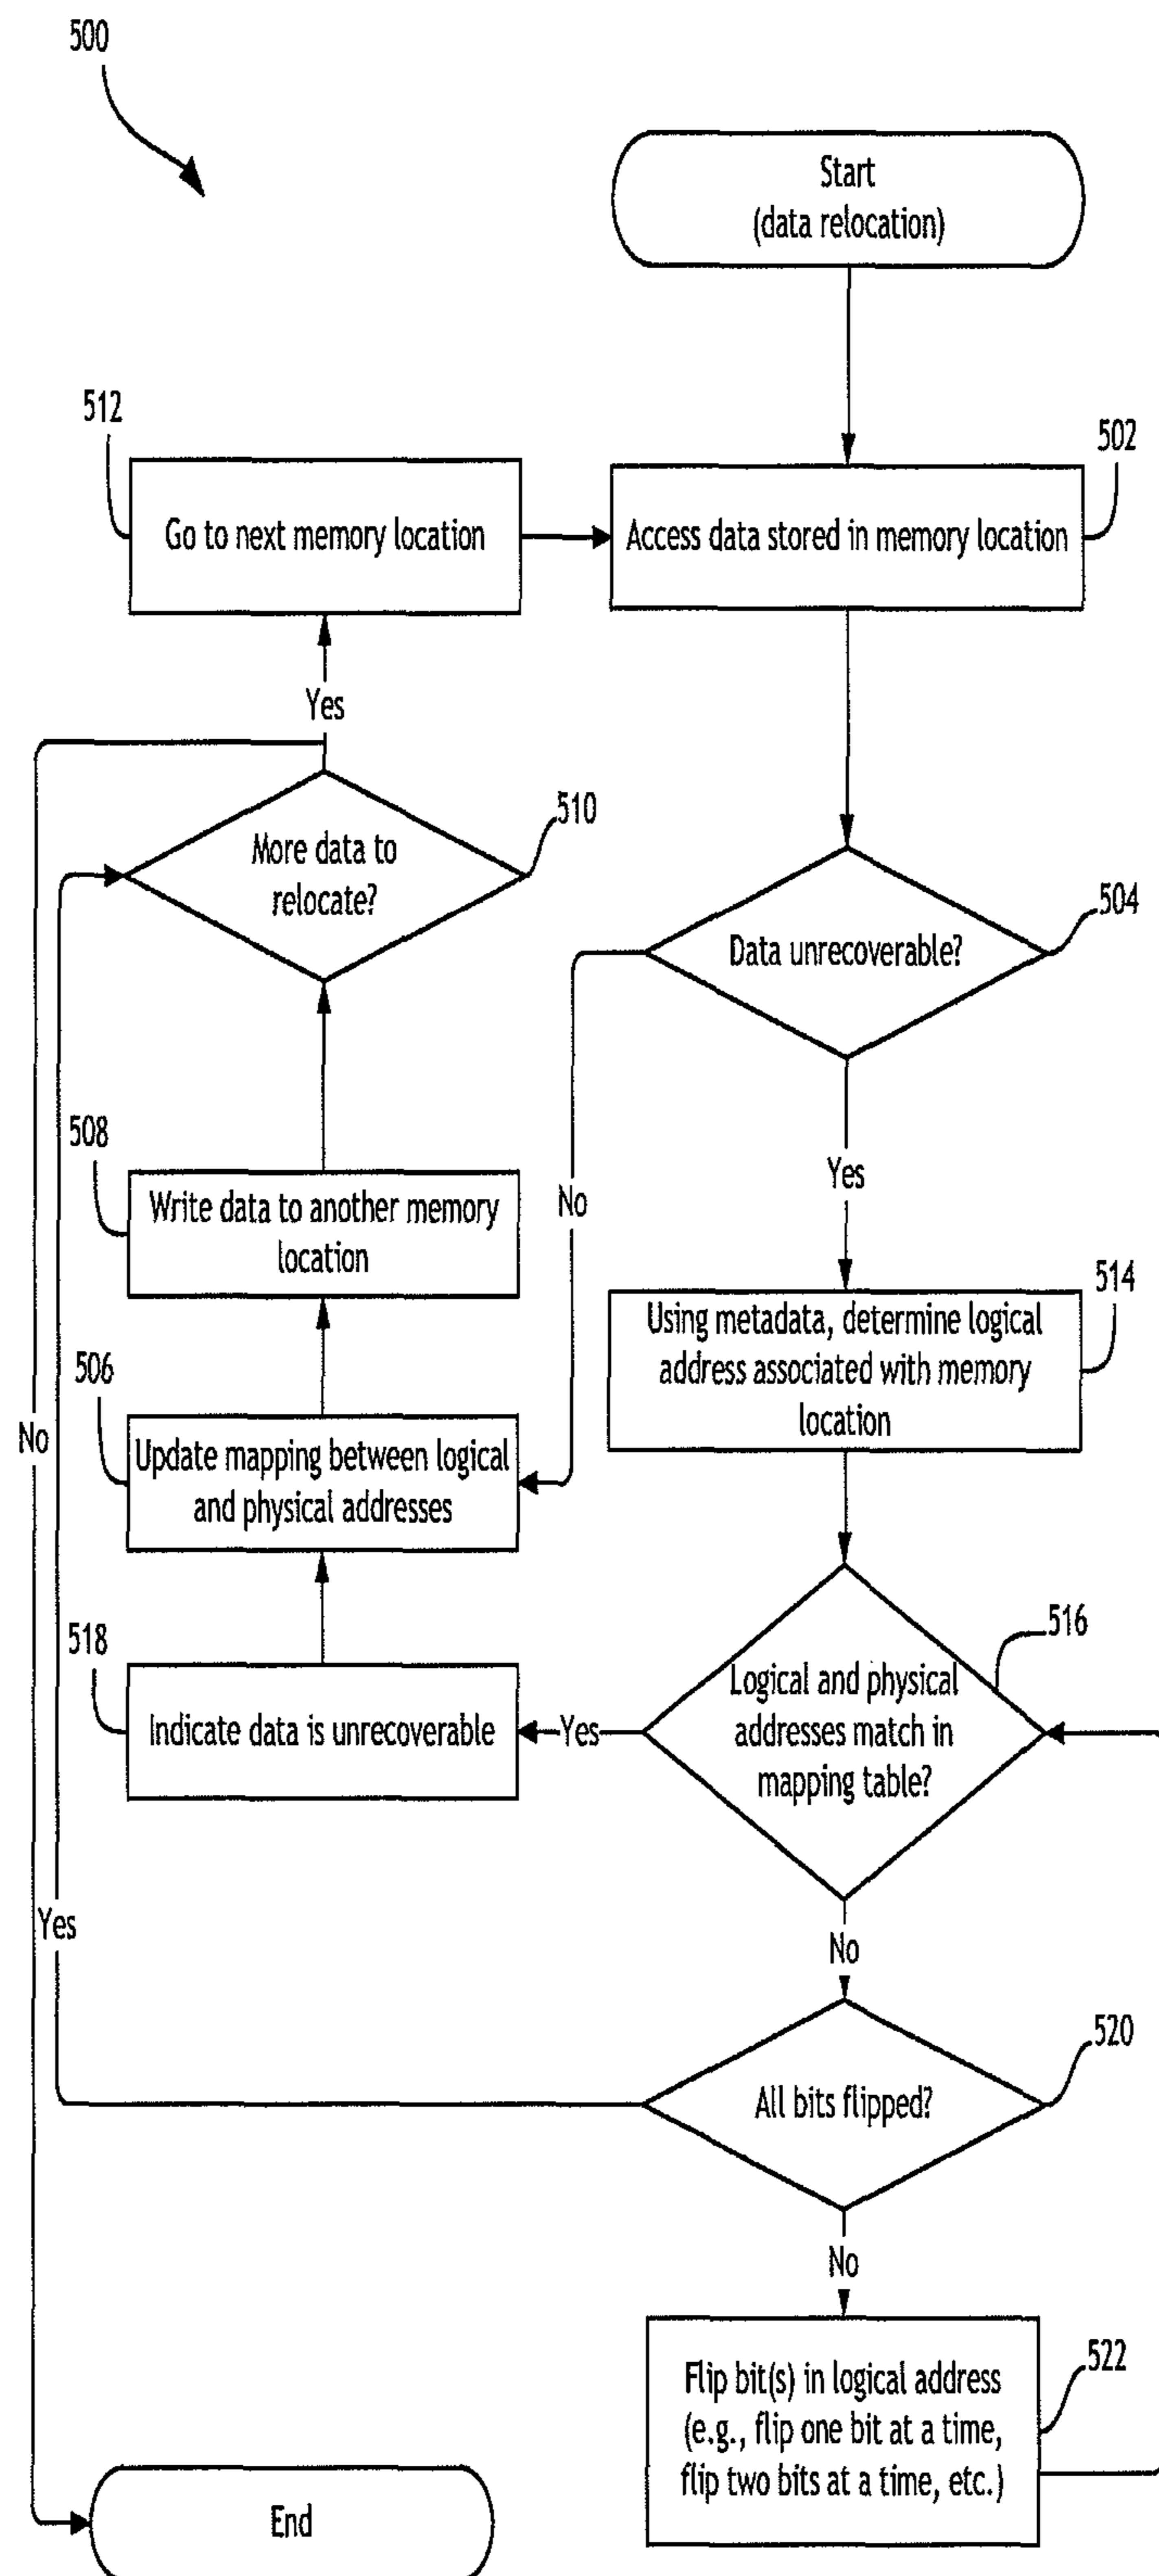 500
Start
(data relocation)
512
502
Go to next memory location
Access data stored in memory location
Yes
510
More data to
relocate?
504
Data unrecoverable?
508
Write data to another memory
location
No
Yes
514
Using metadata, determine logical
address associated with memory
location
506
Update mapping between logical
and physical addresses
No
516
Logical and physical
addresses match in
mapping table?
518
Indicate data is unrecoverable
Yes
Yes
No
520
All bits flipped?
No
522
Flip bit(s) in logical address
(e.g., flip one bit at a time,
flip two bits at a time, etc.)
End